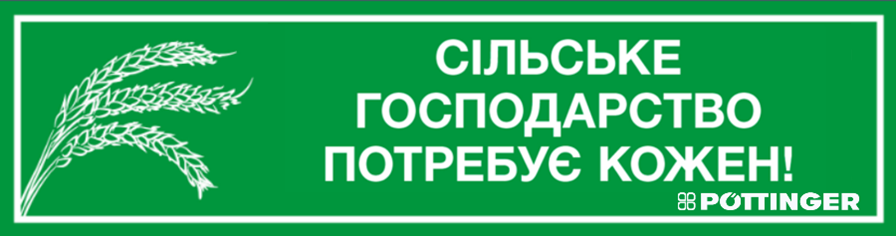 СІЛЬСЬКЕ
ГОСПОДАРСТВО
ПОТРЕБУЄ КОЖЕН!
PÖTTINGER